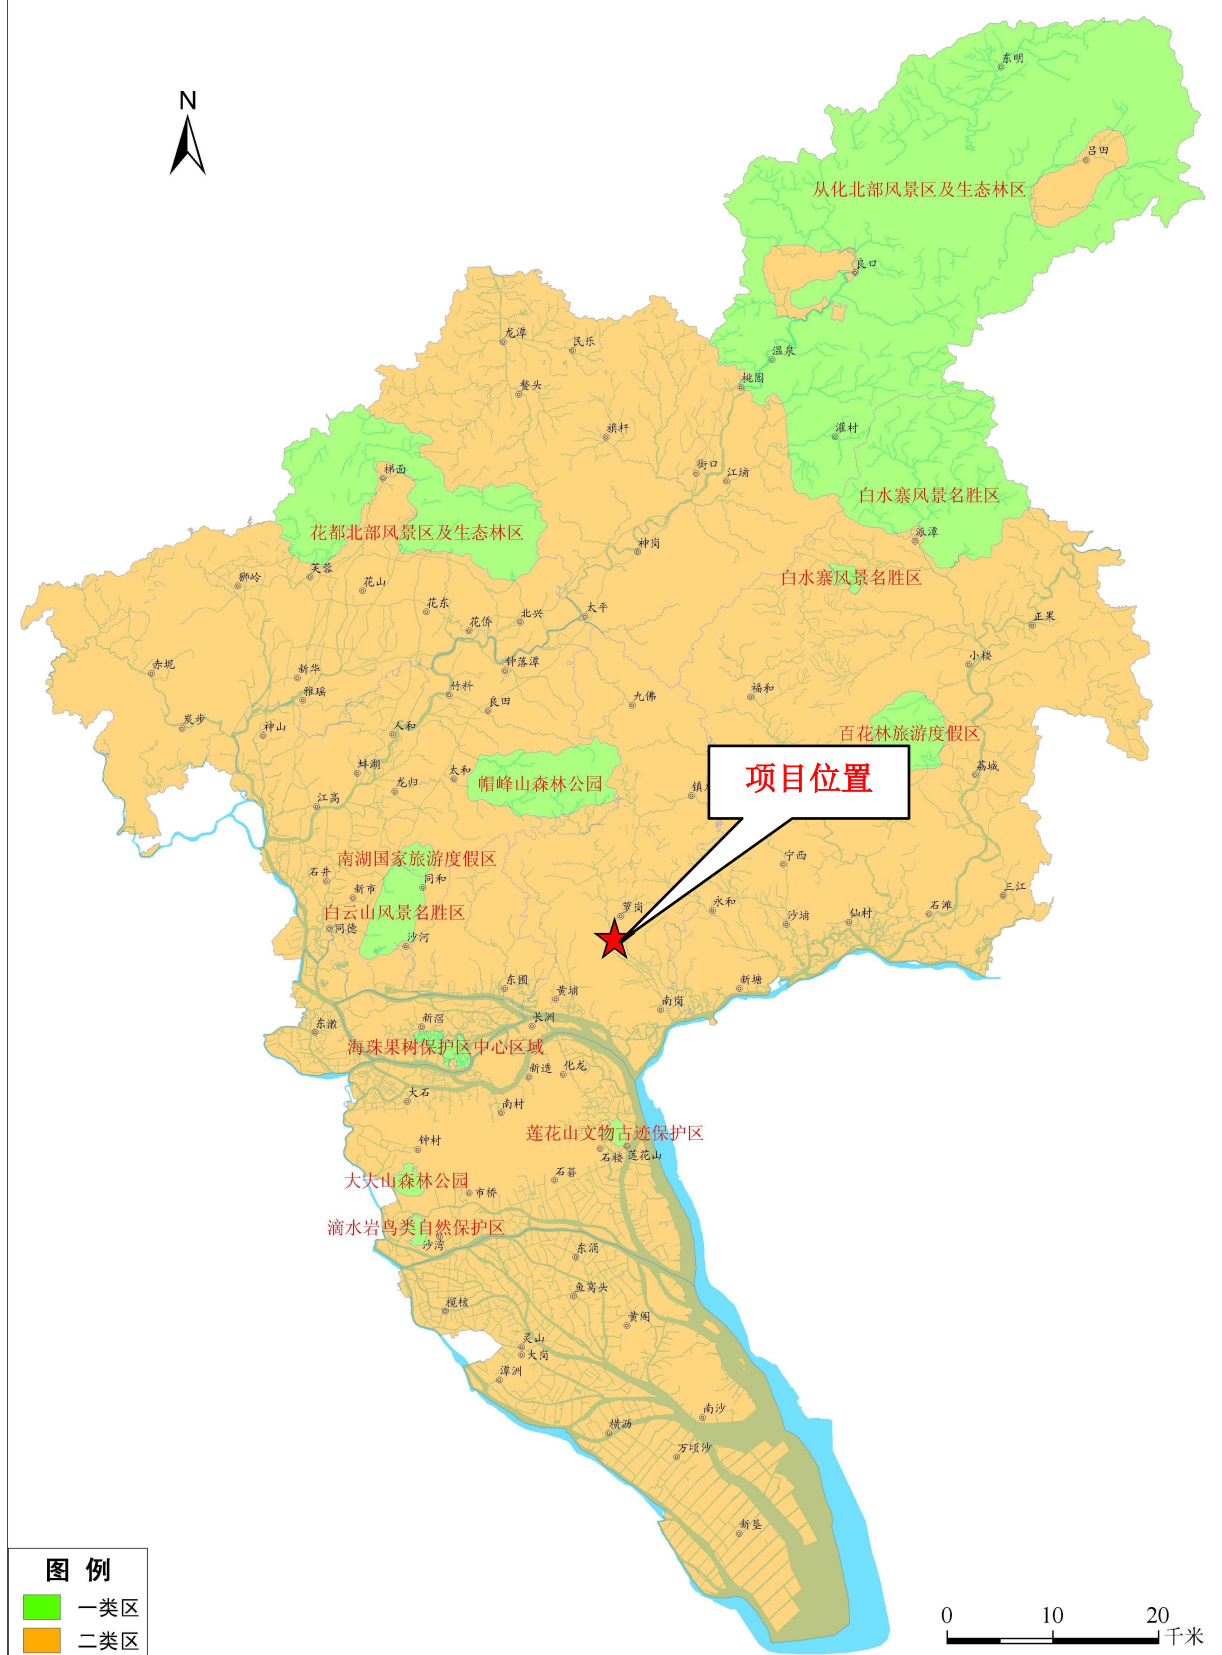 东明
N
吕田
从化北部风景区及生态林区
良口
龙潭
民乐
温泉
桃园
鳌头
旗杆
灌村
街口
江埔
梯面
白水寨风景名胜区
花都北部风景区及生态林区
派潭
神岗
芙蓉
狮岭
花山
白水寨风景名胜区
花东
北兴
太平
花侨
正果
赤坭
钟落潭
小楼
新华
竹料
雅瑶
良田
九佛
福和
炭步
神山
人和
百花林旅游度假区
蚌湖
太和
龙归
帽峰山森林公园
项目位置
荔城
镇
江高
南湖国家旅游度假区
宁西
石井
同和
新市
三江
白云山风景名胜区
萝岗
永和
沙埔
仙村
石滩
同德
沙河
东圃
黄埔
新塘
南岗
东漖
新滘
长洲
海珠果树保护区中心区域
新造
化龙
大石
南村
莲花山文物古迹保护区
钟村
石楼
莲花山
大夫山森林公园
石碁
市桥
滴水岩鸟类自然保护区
沙湾
东涌
鱼窝头
榄核
黄阁
灵山
大岗
潭洲
南沙
横沥
万顷沙
新垦
图 例
一类区
二类区
0 10 20
千米